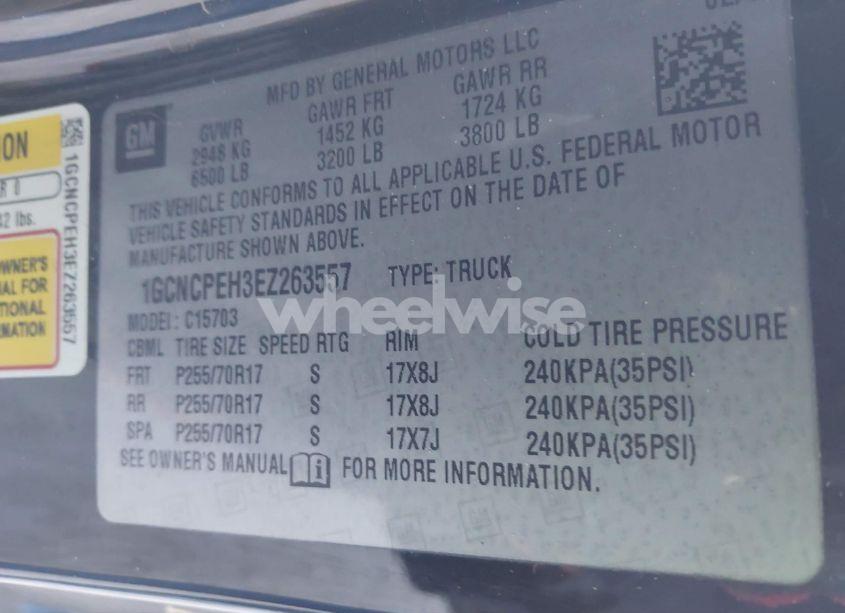 MFD BY GENERAL MOTORS LLC
GM
GVWR GAWR FRT GAWR RR
2948 KG 1452 KG 1724 KG
6500 LB 3200 LB 3800 LB
THIS VEHICLE CONFORMS TO ALL APPLICABLE U.S. FEDERAL MOTOR
VEHICLE SAFETY STANDARDS IN EFFECT ON THE DATE OF
MANUFACTURE SHOWN ABOVE.
1GCNCPEH3EZ263557 TYPE: TRUCK
wheelwise
MODEL: C15703
CBML TIRE SIZE SPEED RTG RIM COLD TIRE PRESSURE
FRT P255/70R17 S 17X8J 240KPA(35PSI)
RR P255/70R17 S 17X8J 240KPA(35PSI)
SPA P255/70R17 S 17X7J 240KPA(35PSI)
SEE OWNER'S MANUAL i FOR MORE INFORMATION.
1GCNCPEH3EZ263557
lbs.
OWNER'S
FOR